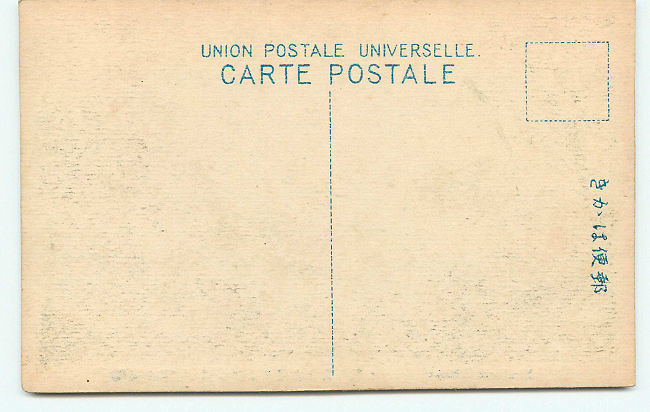 UNION POSTALE UNIVERSELLE.
CARTE POSTALE
きかは便郵